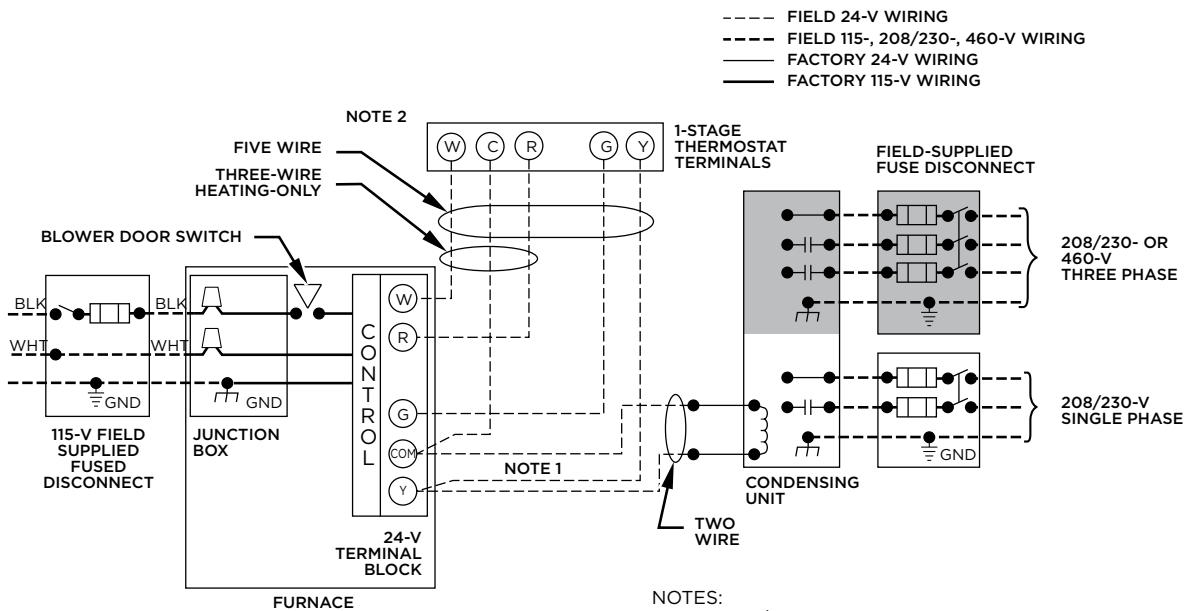 FIELD 24-V WIRING
FIELD 115-, 208/230-, 460-V WIRING
FACTORY 24-V WIRING
FACTORY 115-V WIRING
NOTE 2
W C R G Y
1-STAGE
THERMOSTAT
TERMINALS
FIVE WIRE
THREE-WIRE
HEATING-ONLY
FIELD-SUPPLIED
FUSE DISCONNECT
BLOWER DOOR SWITCH
208/230- OR
460-V
THREE PHASE
BLK BLK
WHT WHT
GND GND
CONTROL
W
R
G
COM
Y
NOTE 1
115-V FIELD
SUPPLIED
FUSED
DISCONNECT
JUNCTION
BOX
24-V
TERMINAL
BLOCK
FURNACE
TWO
WIRE
CONDENSING
UNIT
GND
208/230-V
SINGLE PHASE
NOTES: